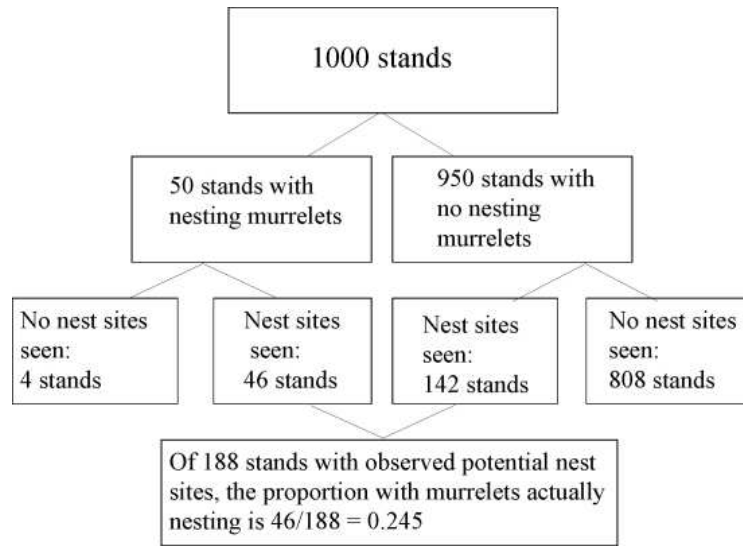 1000 stands
50 stands with
nesting murrelets
950 stands with
no nesting
murrelets
No nest sites
seen:
4 stands
Nest sites
seen:
46 stands
Nest sites
seen:
142 stands
No nest sites
seen:
808 stands
Of 188 stands with observed potential nest
sites, the proportion with murrelets actually
nesting is 46/188 = 0.245